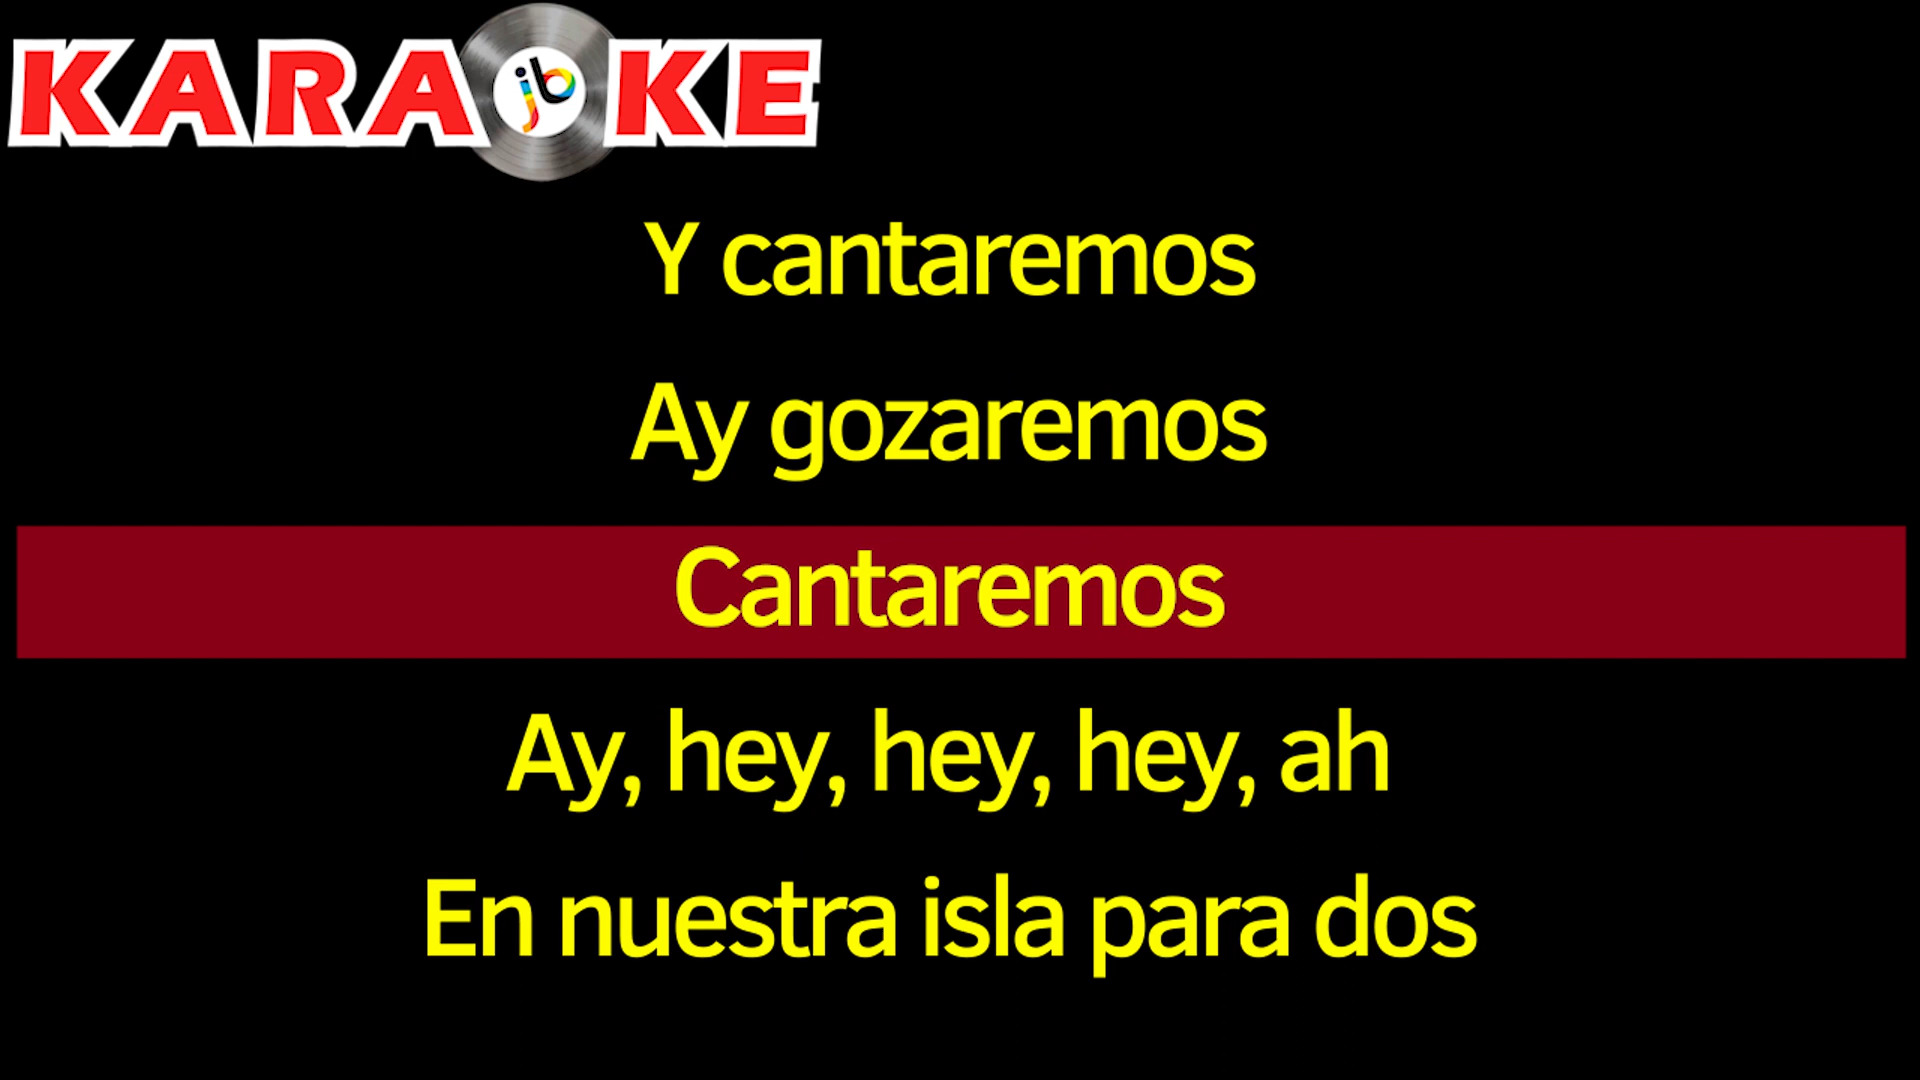 KARAOKE
jb
Y cantaremos
Ay gozaremos
Cantaremos
Ay, hey, hey, hey, ah
En nuestra isla para dos